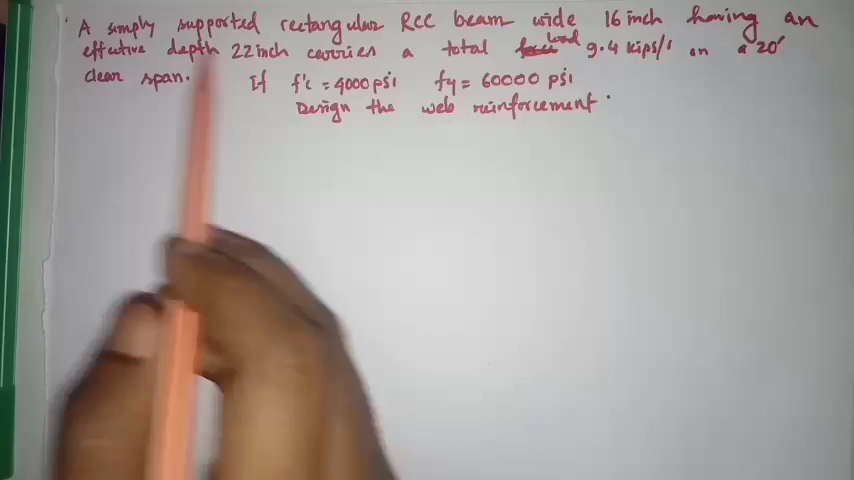 A simply supported rectangular RCC beam wide 16 inch having an
effective depth 22 inch carries a total load 9.4 kips/' on a 20'
clear span. If f'c = 4000 psi fy = 60000 psi
Design the web reinforcement.